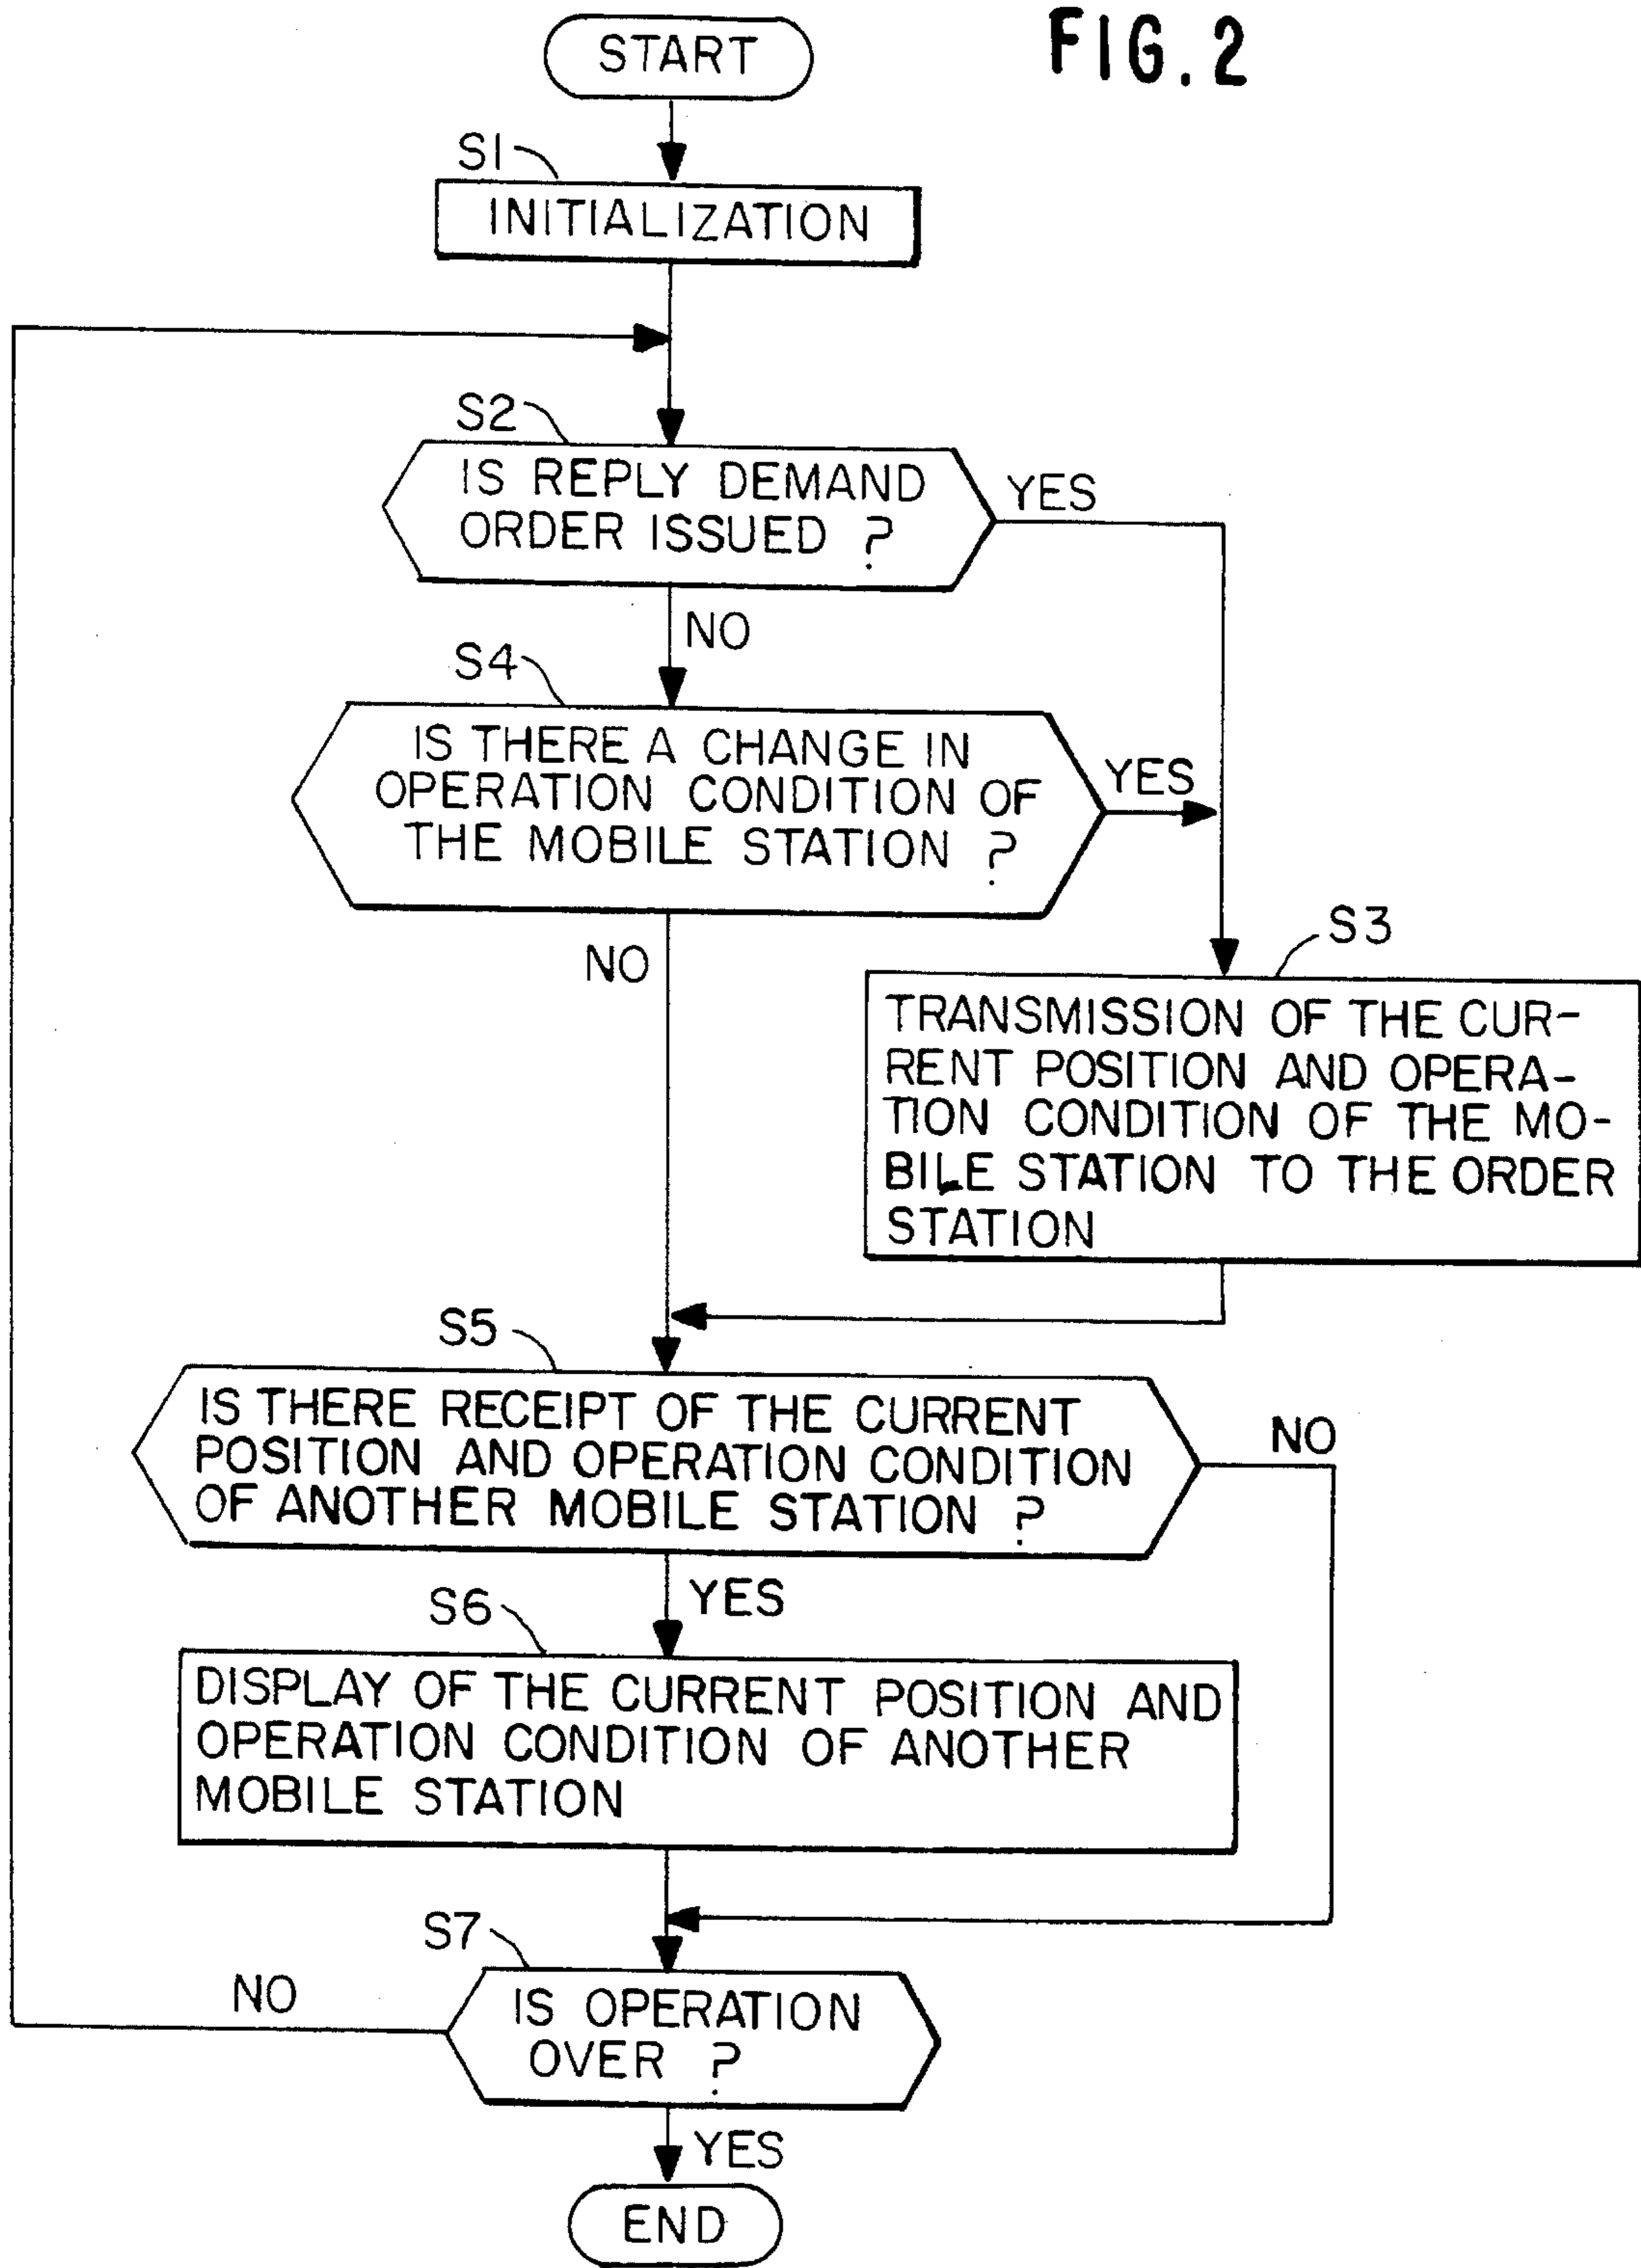 FIG. 2
START
S1
INITIALIZATION
S2
IS REPLY DEMAND
ORDER ISSUED ?
YES
NO
S4
IS THERE A CHANGE IN
OPERATION CONDITION OF
THE MOBILE STATION ?
YES
NO
S3
TRANSMISSION OF THE CUR-
RENT POSITION AND OPERA-
TION CONDITION OF THE MO-
BILE STATION TO THE ORDER
STATION
S5
IS THERE RECEIPT OF THE CURRENT
POSITION AND OPERATION CONDITION
OF ANOTHER MOBILE STATION ?
NO
YES
S6
DISPLAY OF THE CURRENT POSITION AND
OPERATION CONDITION OF ANOTHER
MOBILE STATION
S7
IS OPERATION
OVER ?
NO
YES
END